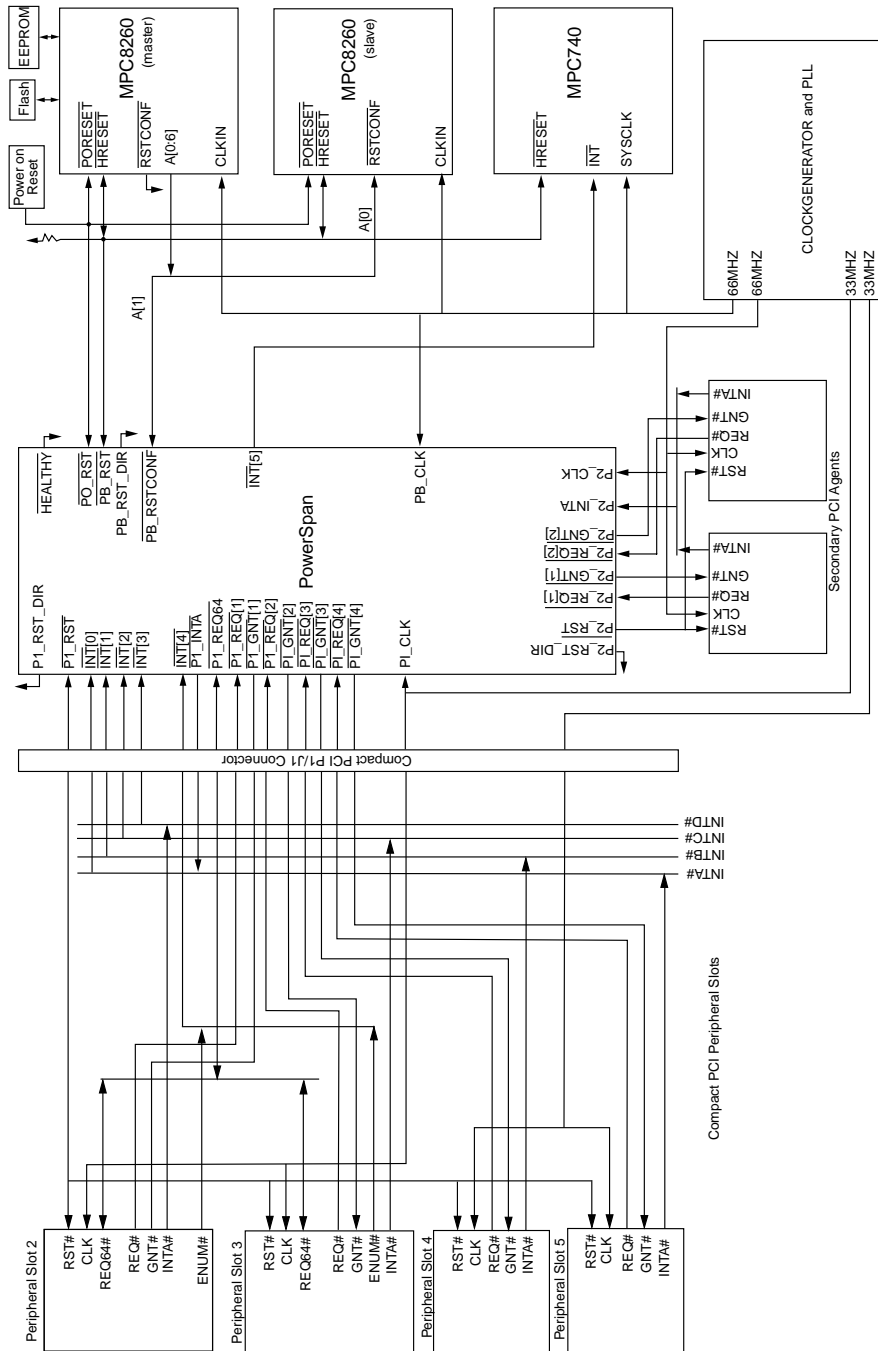 EEPROM
Flash
Power on
Reset
MPC8260
(master)
PORESET
HRESET
RSTCONF
A[0:6]
CLKIN
MPC8260
(slave)
PORESET
HRESET
RSTCONF
CLKIN
MPC740
HRESET
INT
SYSCLK
CLOCKGENERATOR and PLL
66MHZ
66MHZ
33MHZ
33MHZ
A[0]
A[1]
PowerSpan
HEALTHY
PO_RST
PB_RST
PB_RST_DIR
PB_RSTCONF
INT[5]
PB_CLK
P2_CLK
P2_INTA
P2_GNT[2]
P2_REQ[2]
P2_GNT[1]
P2_REQ[1]
P2_RST
P2_RST_DIR
P1_RST_DIR
P1_RST
INT[0]
INT[1]
INT[2]
INT[3]
INT[4]
P1_INTA
P1_REQ64
P1_REQ[1]
P1_GNT[1]
P1_REQ[2]
PI_GNT[2]
PI_REQ[3]
PI_GNT[3]
PI_REQ[4]
PI_GNT[4]
PI_CLK
INTA#
GNT#
REQ#
CLK
RST#
INTA#
GNT#
REQ#
CLK
RST#
Secondary PCI Agents
Compact PCI P1/J1 Connector
INTD#
INTC#
INTB#
INTA#
Compact PCI Peripheral Slots
Peripheral Slot 2
RST#
CLK
REQ64#
REQ#
GNT#
INTA#
ENUM#
Peripheral Slot 3
RST#
CLK
REQ64#
REQ#
GNT#
ENUM#
INTA#
Peripheral Slot 4
RST#
CLK
REQ#
GNT#
INTA#
Peripheral Slot 5
RST#
CLK
REQ#
GNT#
INTA#